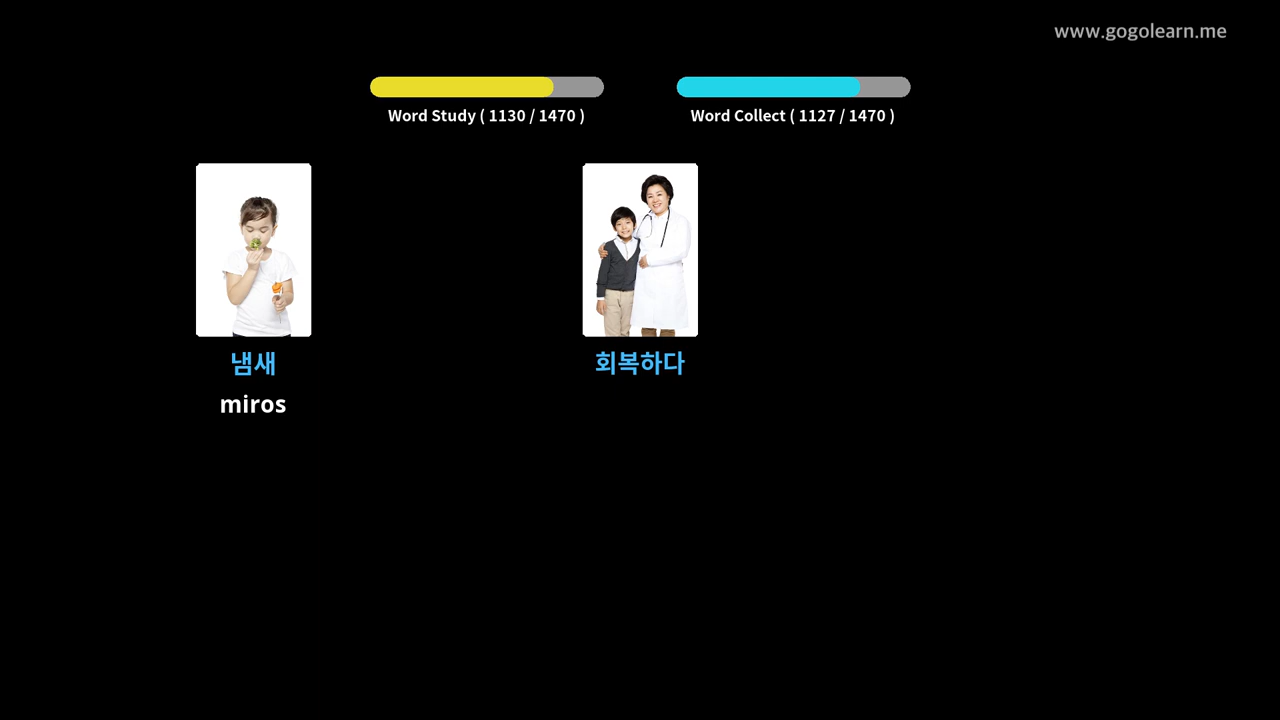 www.gogolearn.me
Word Study ( 1130 / 1470 )
Word Collect ( 1127 / 1470 )
냄새
miros
회복하다